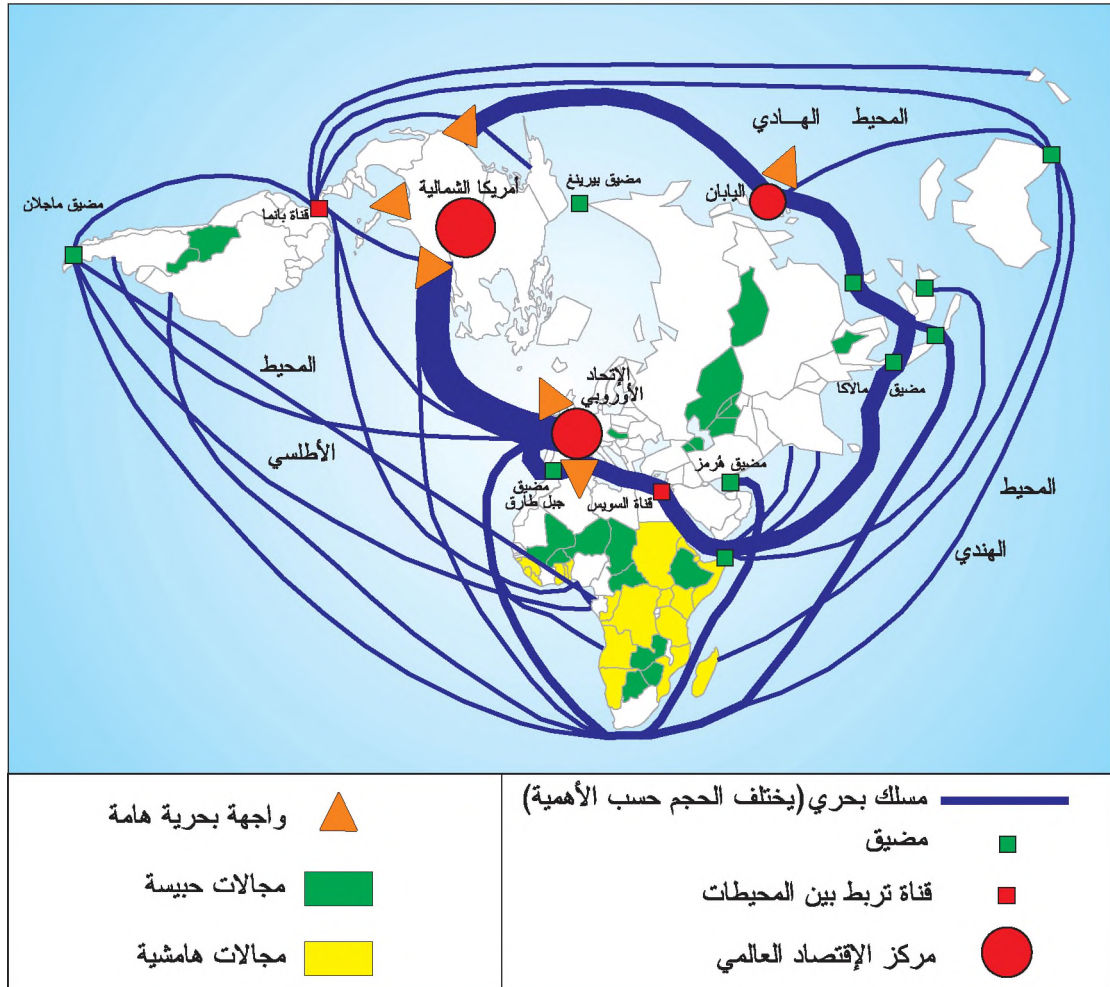 المحيط الهـــادي
مضيق بيرينغ
اليابان
أمريكا الشمالية
مضيق ماجلان
قناة بانما
المحيط
الأطلسي
الإتحاد
الأوروبي
مضيق مالاكا
مضيق هُرمز
مضيق
جبل طارق
قناة السويس
المحيط
الهندي
مسلك بحري (يختلف الحجم حسب الأهمية)
مضيق
قناة تربط بين المحيطات
مركز الإقتصاد العالمي
واجهة بحرية هامة
مجالات حبيسة
مجالات هامشية